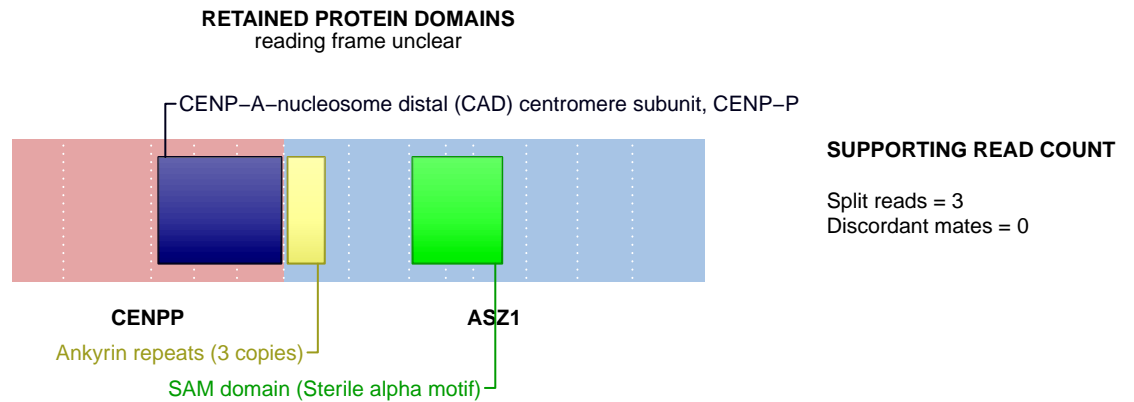 RETAINED PROTEIN DOMAINS
reading frame unclear
CENP−A−nucleosome distal (CAD) centromere subunit, CENP−P
SUPPORTING READ COUNT
Split reads = 3
Discordant mates = 0
CENPP
ASZ1
Ankyrin repeats (3 copies)
SAM domain (Sterile alpha motif)